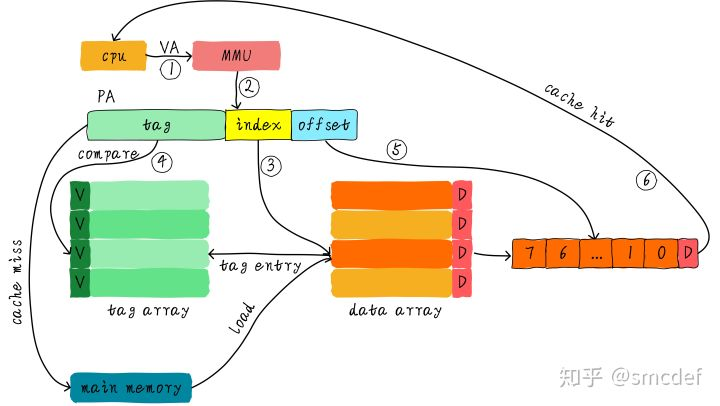 cpu
VA
①
MMU
②
PA
tag
index
offset
compare
④
③
⑤
cache hit
⑥
V
V
V
V
D
D
D
D
tag entry
7 6 ... 1 0 D
tag array
data array
cache miss
load
main memory
知乎 @smcdef